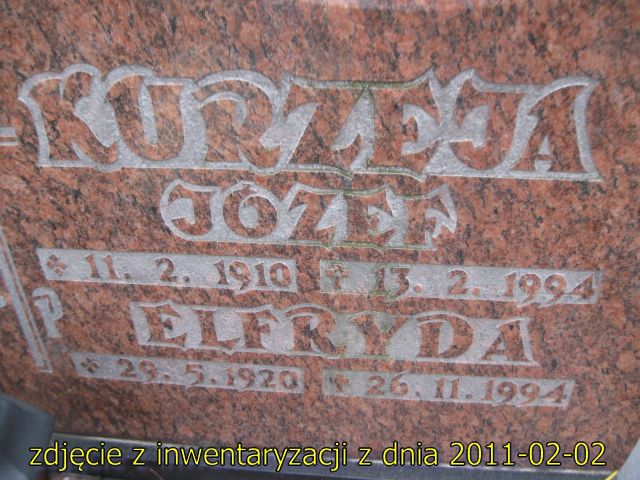 KURZEJA
JÓZEF
11. 2. 1910 13. 2. 1994
P
ELFRYDA
29. 5. 1920 26. 11. 1994
zdjęcie z inwentaryzacji z dnia 2011-02-02